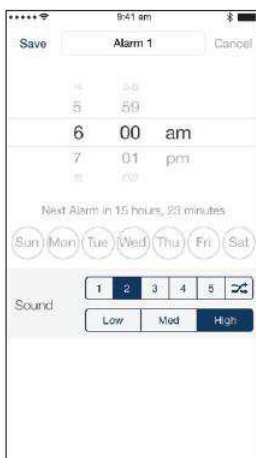 9:41 am
Save Alarm 1 Cancel
5 59
6 00 am
7 01 pm
Next Alarm in 15 hours, 23 minutes
Sun Mon Tue Wed Thu Fri Sat
Sound
1 2 3 4 5
Low Med High